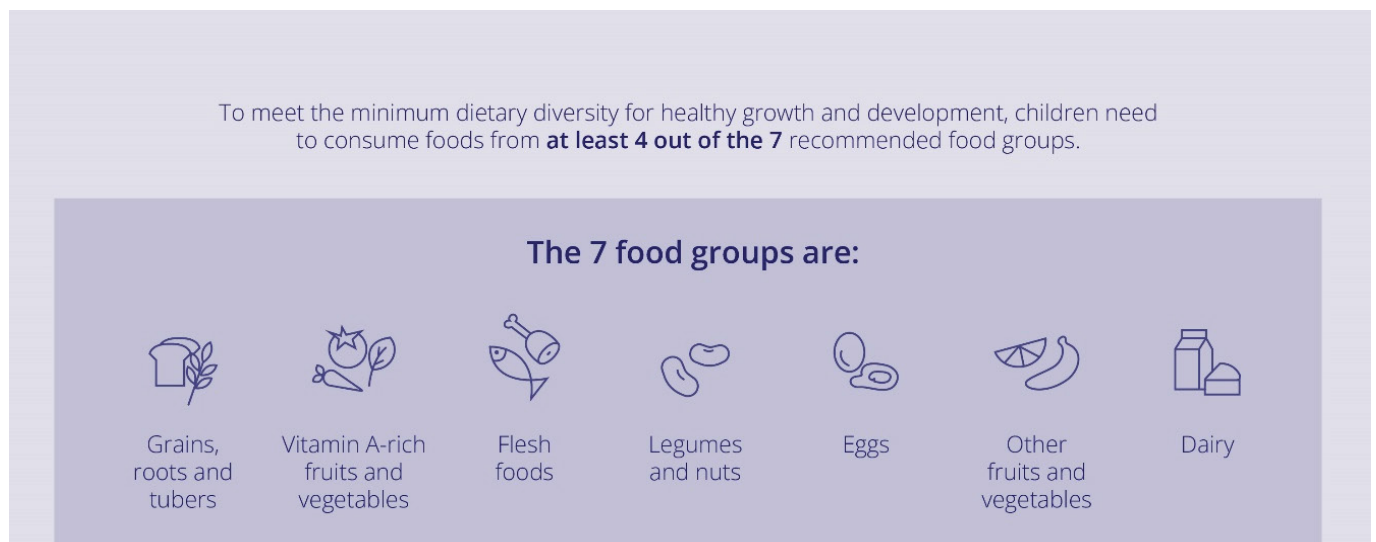 To meet the minimum dietary diversity for healthy growth and development, children need
to consume foods from at least 4 out of the 7 recommended food groups.
The 7 food groups are:
Grains,
roots and
tubers
Vitamin A-rich
fruits and
vegetables
Flesh
foods
Legumes
and nuts
Eggs
Other
fruits and
vegetables
Dairy